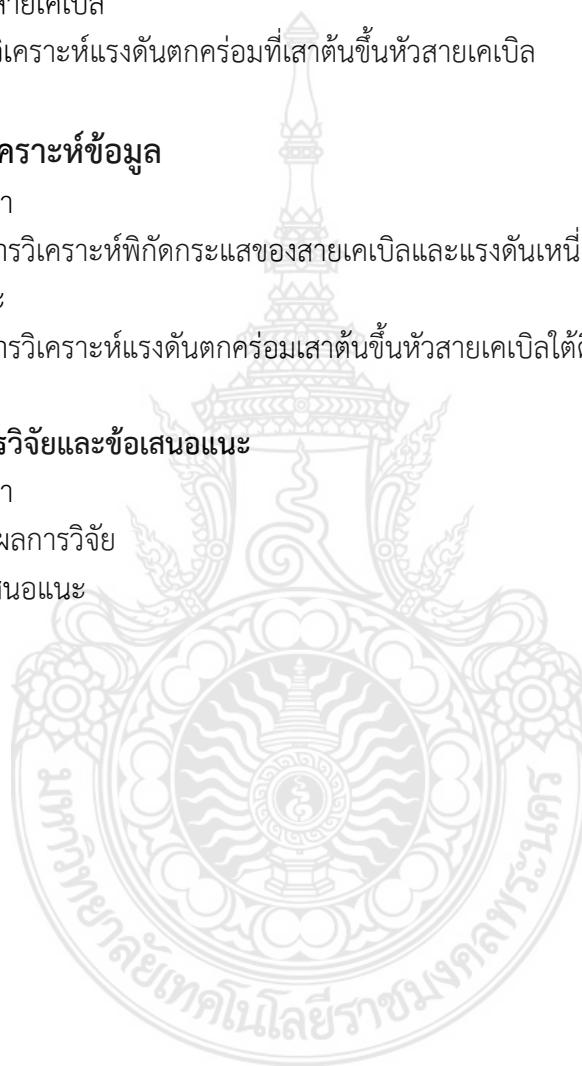 สายเคเบิล
วิเคราะห์แรงดันตกคร่อมที่เสาต้นขึ้นหัวสายเคเบิล
เคราะห์ข้อมูล
า
ารวิเคราะห์พิกัดกระแสของสายเคเบิลและแรงดันเหนี่
ะ
ารวิเคราะห์แรงดันตกคร่อมเสาต้นขึ้นหัวสายเคเบิลใต้ดิ
รวิจัยและข้อเสนอแนะ
า
ผลการวิจัย
สนอแนะ
มหาวิทยาลัยเทคโนโลยีราชมงคลพระนคร